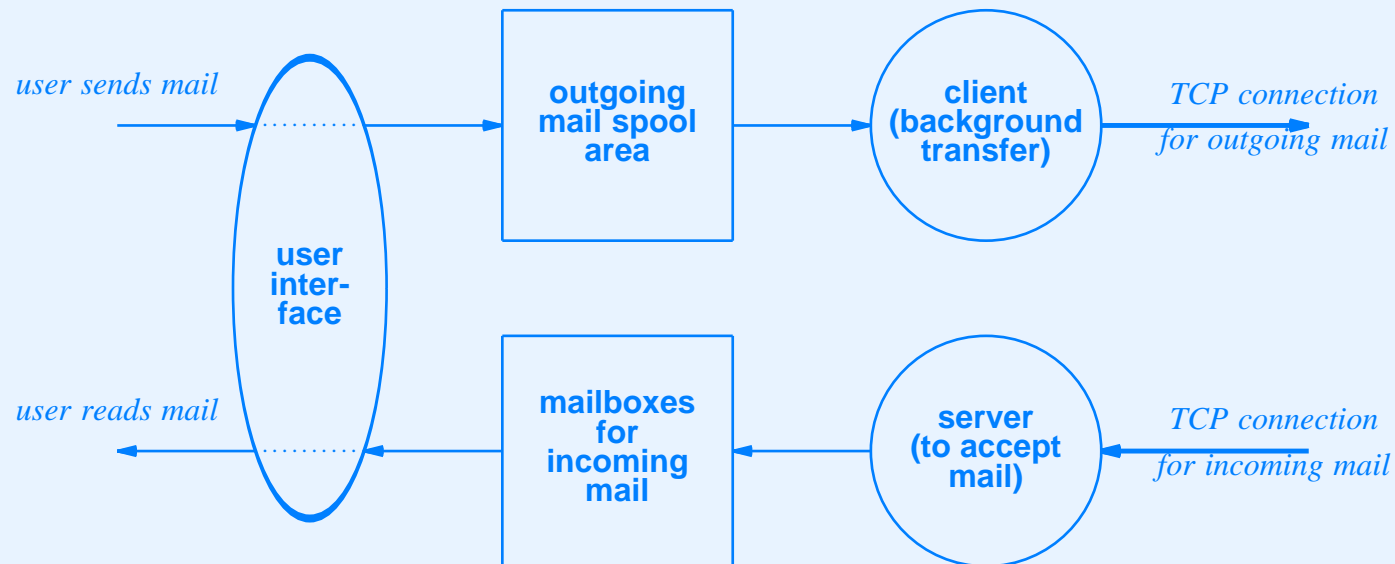 user sends mail
outgoing
mail spool
area
client
(background
transfer)
TCP connection
for outgoing mail
user
inter-
face
user reads mail
mailboxes
for
incoming
mail
server
(to accept
mail)
TCP connection
for incoming mail